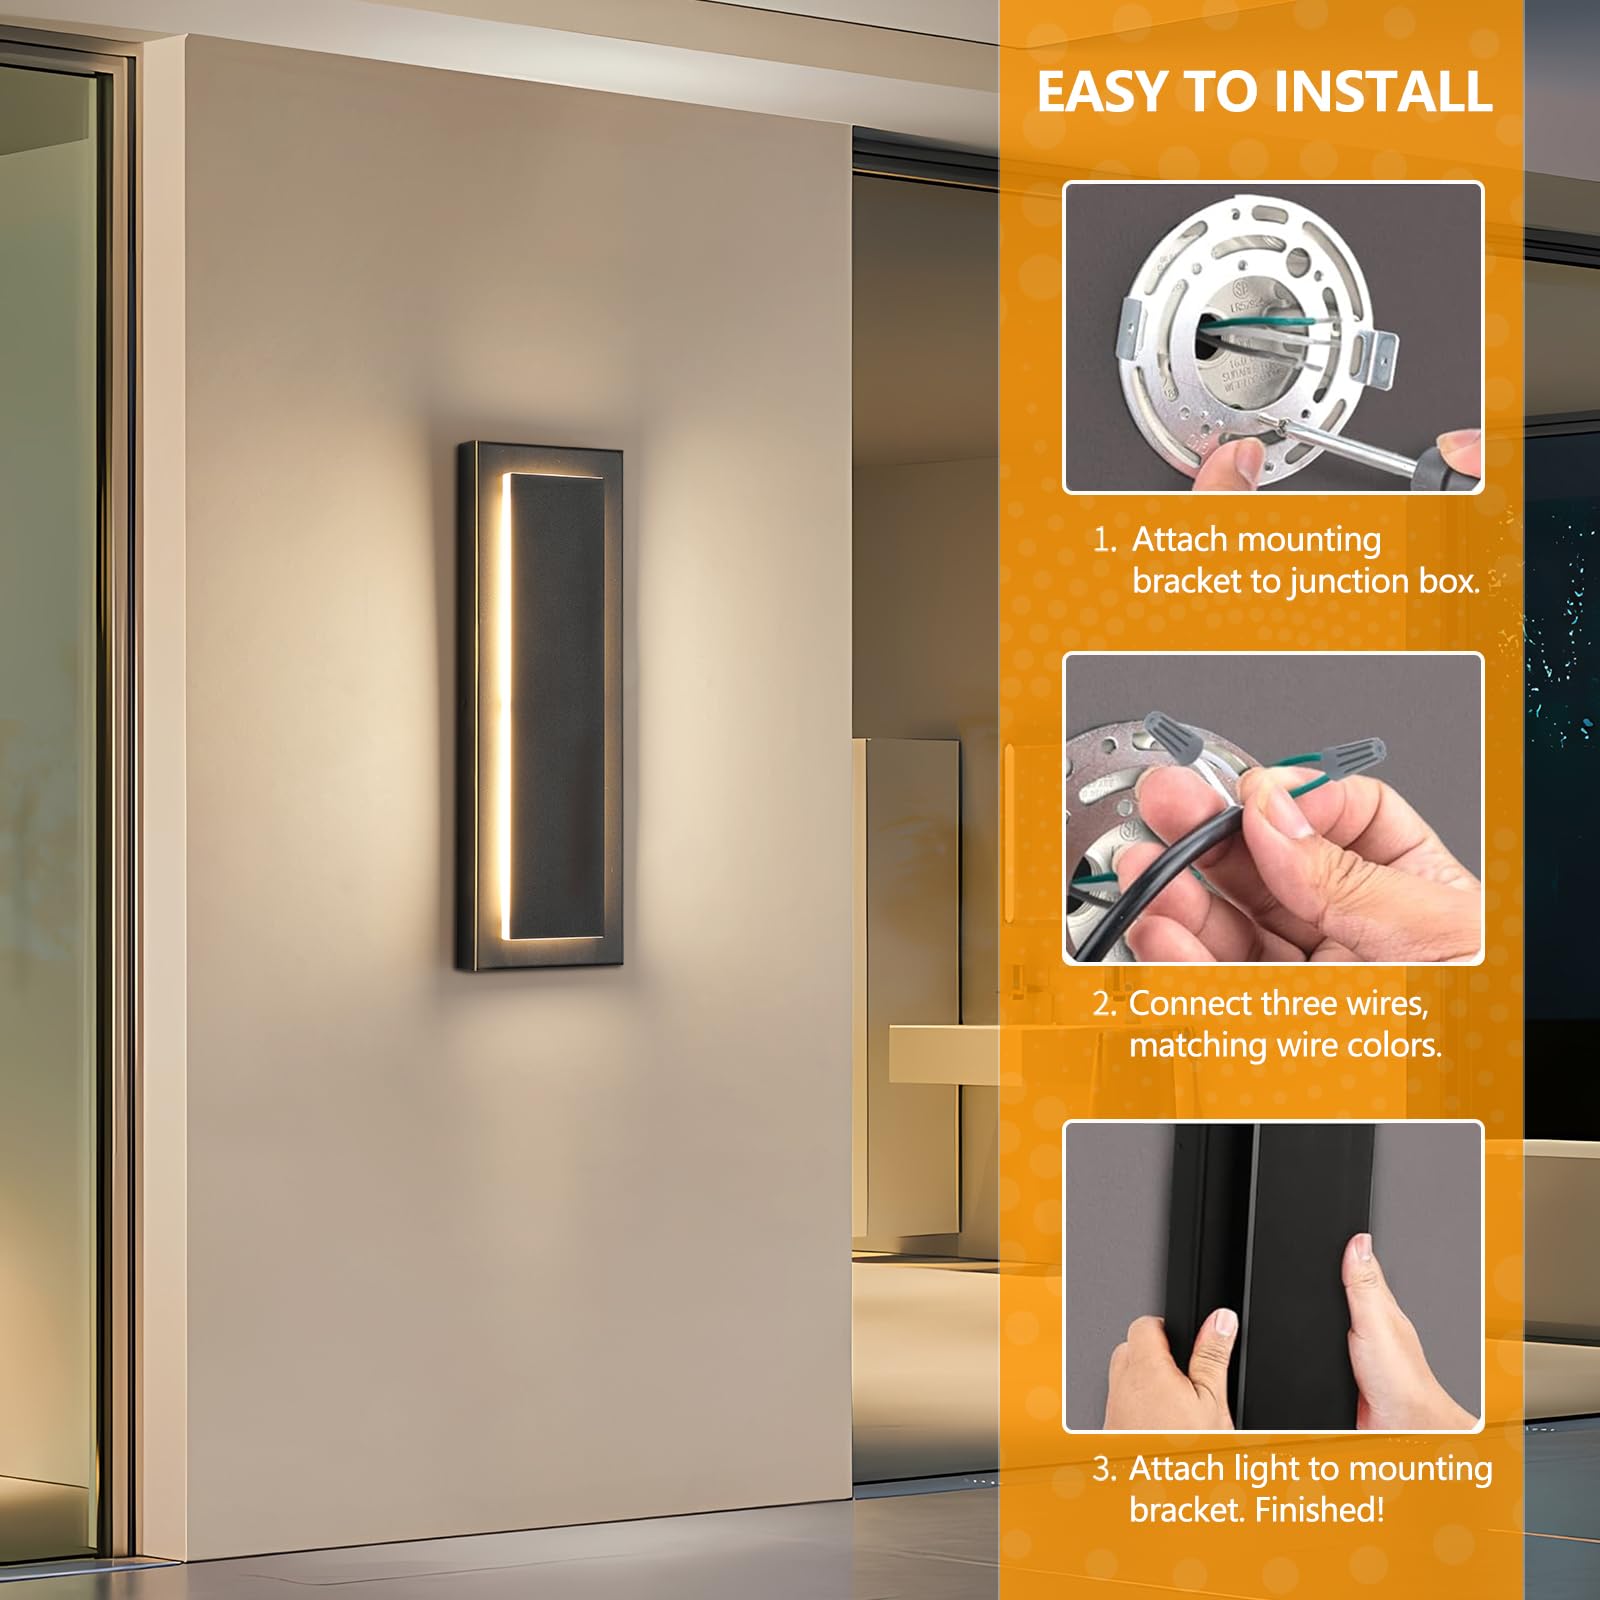 EASY TO INSTALL
1. Attach mounting
bracket to junction box.
2. Connect three wires,
matching wire colors.
3. Attach light to mounting
bracket. Finished!